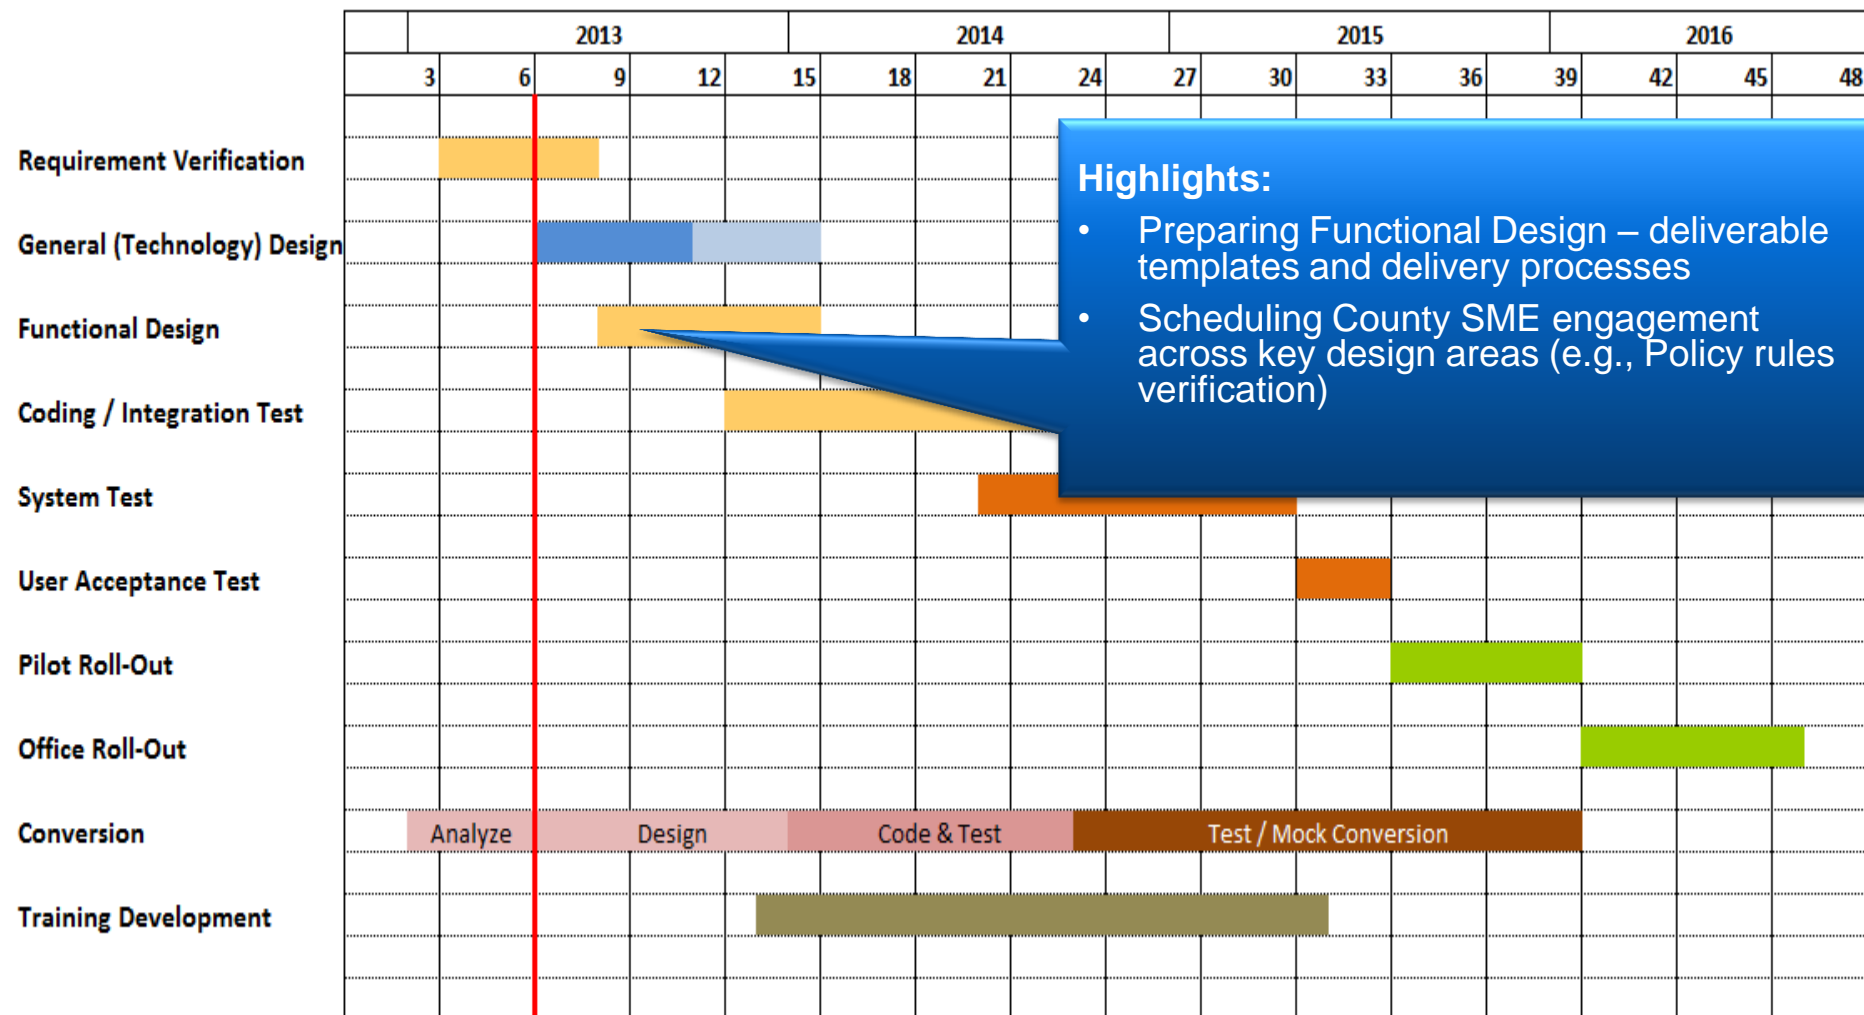 2013 2014 2015 2016
3 6 9 12 15 18 21 24 27 30 33 36 39 42 45 48
Requirement Verification
General (Technology) Design
Functional Design
Coding / Integration Test
System Test
User Acceptance Test
Pilot Roll-Out
Office Roll-Out
Conversion Analyze Design Code & Test Test / Mock Conversion
Training Development
Highlights:
• Preparing Functional Design – deliverable
templates and delivery processes
• Scheduling County SME engagement
across key design areas (e.g., Policy rules
verification)